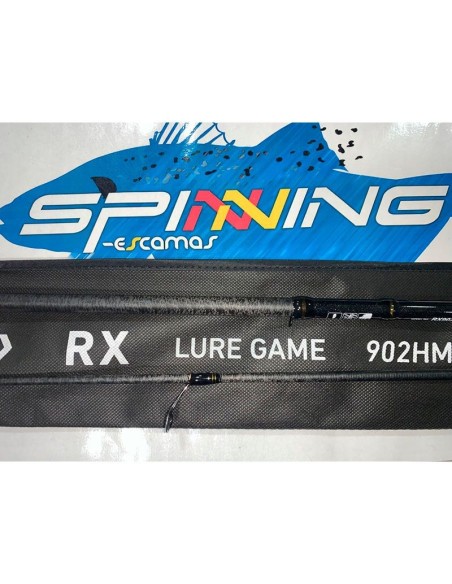 SPINNING
-escamas
RX LURE GAME 902HM